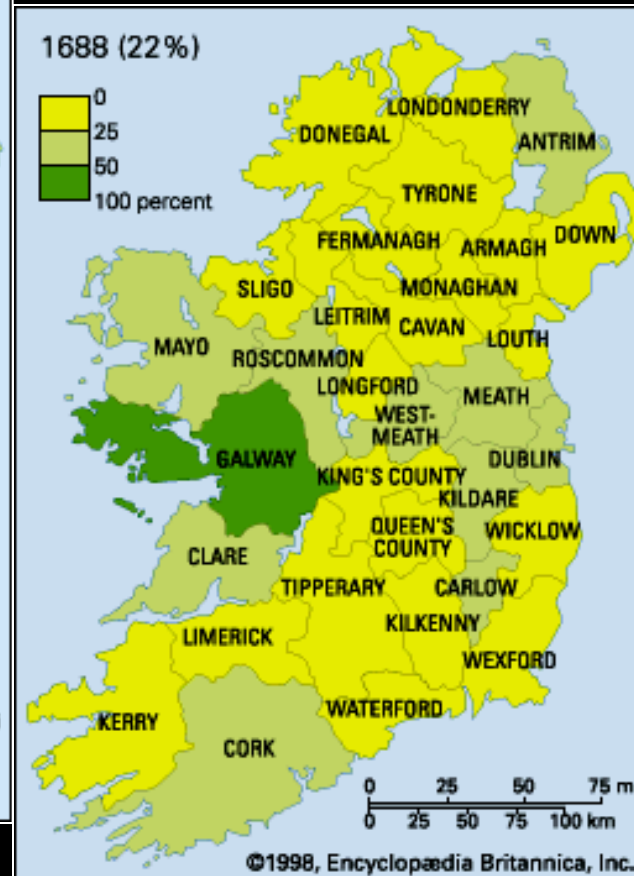 1688 (22%)
0
25
50
100 percent
LONDONDERRY
DONEGAL
ANTRIM
TYRONE
FERMANAGH
ARMAGH
DOWN
MONAGHAN
SLIGO
LEITRIM
CAVAN
LOUTH
MAYO
ROSCOMMON
LONGFORD
MEATH
WEST-
MEATH
GALWAY
DUBLIN
KING'S COUNTY
KILDARE
QUEEN'S
COUNTY
WICKLOW
CLARE
TIPPERARY
CARLOW
LIMERICK
KILKENNY
WEXFORD
KERRY
WATERFORD
CORK
0 25 50 75 m
0 25 50 75 100 km
©1998, Encyclopædia Britannica, Inc.